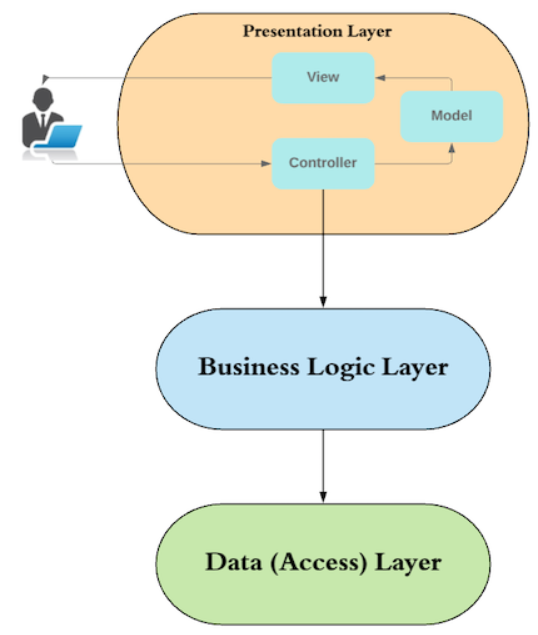 Presentation Layer
View
Model
Controller
Business Logic Layer
Data (Access) Layer